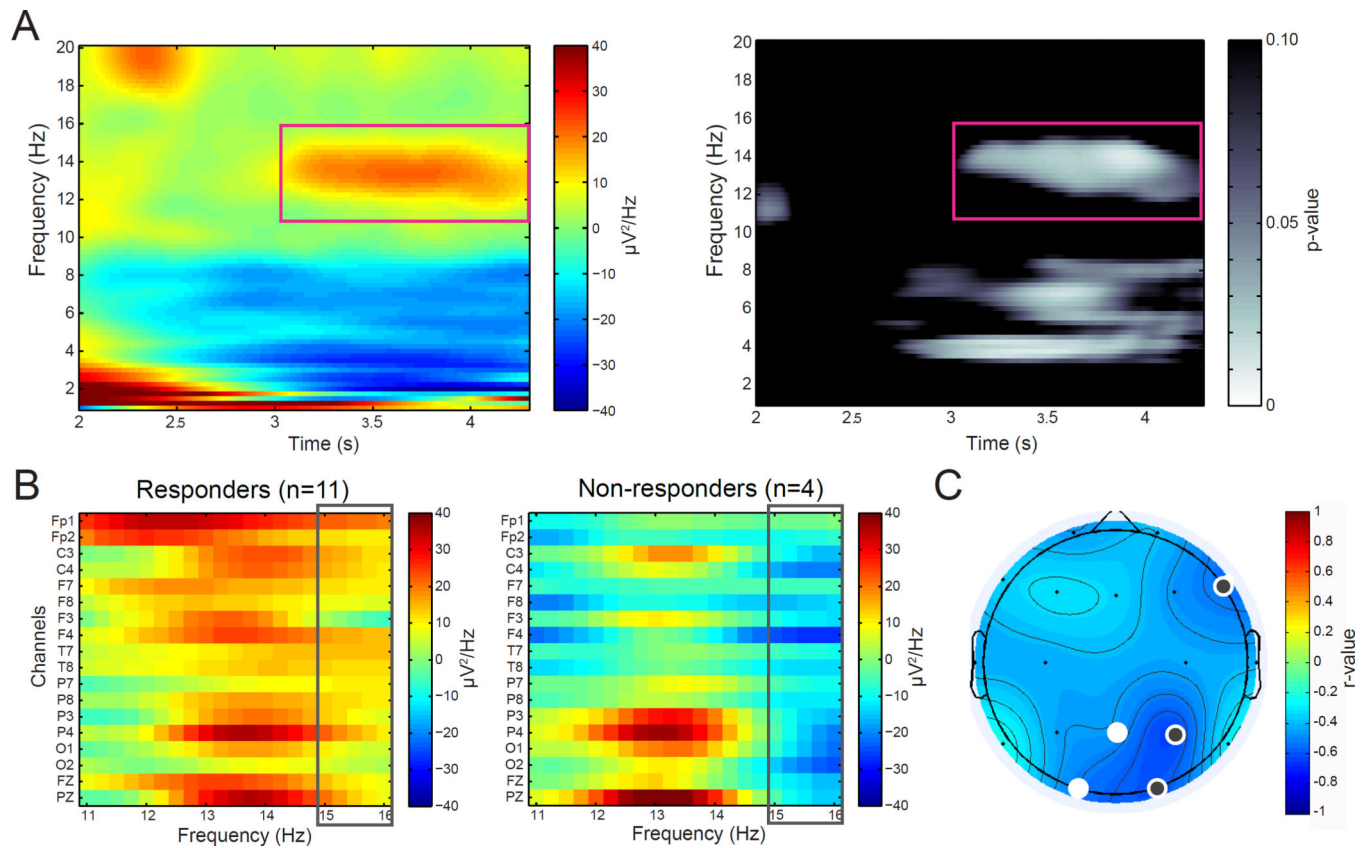 A
20
18
16
14
12
10
8
6
4
2
2
2.5
3
3.5
4
Frequency (Hz)
Time (s)
40
30
20
10
0
−10
−20
−30
−40
µV²/Hz
20
18
16
14
12
10
8
6
4
2
2
2.5
3
3.5
4
Frequency (Hz)
Time (s)
0.10
0.05
0
p-value
B
Responders (n=11)
Channels
Fp1
Fp2
C3
C4
F7
F8
F3
F4
T7
T8
P7
P8
P3
P4
O1
O2
FZ
PZ
11 12 13 14 15 16
Frequency (Hz)
40
30
20
10
0
−10
−20
−30
−40
µV²/Hz
Non-responders (n=4)
Fp1
Fp2
C3
C4
F7
F8
F3
F4
T7
T8
P7
P8
P3
P4
O1
O2
FZ
PZ
11 12 13 14 15 16
Frequency (Hz)
40
30
20
10
0
−10
−20
−30
−40
µV²/Hz
C
1
0.8
0.6
0.4
0.2
0
-0.2
-0.4
-0.6
-0.8
-1
r-value